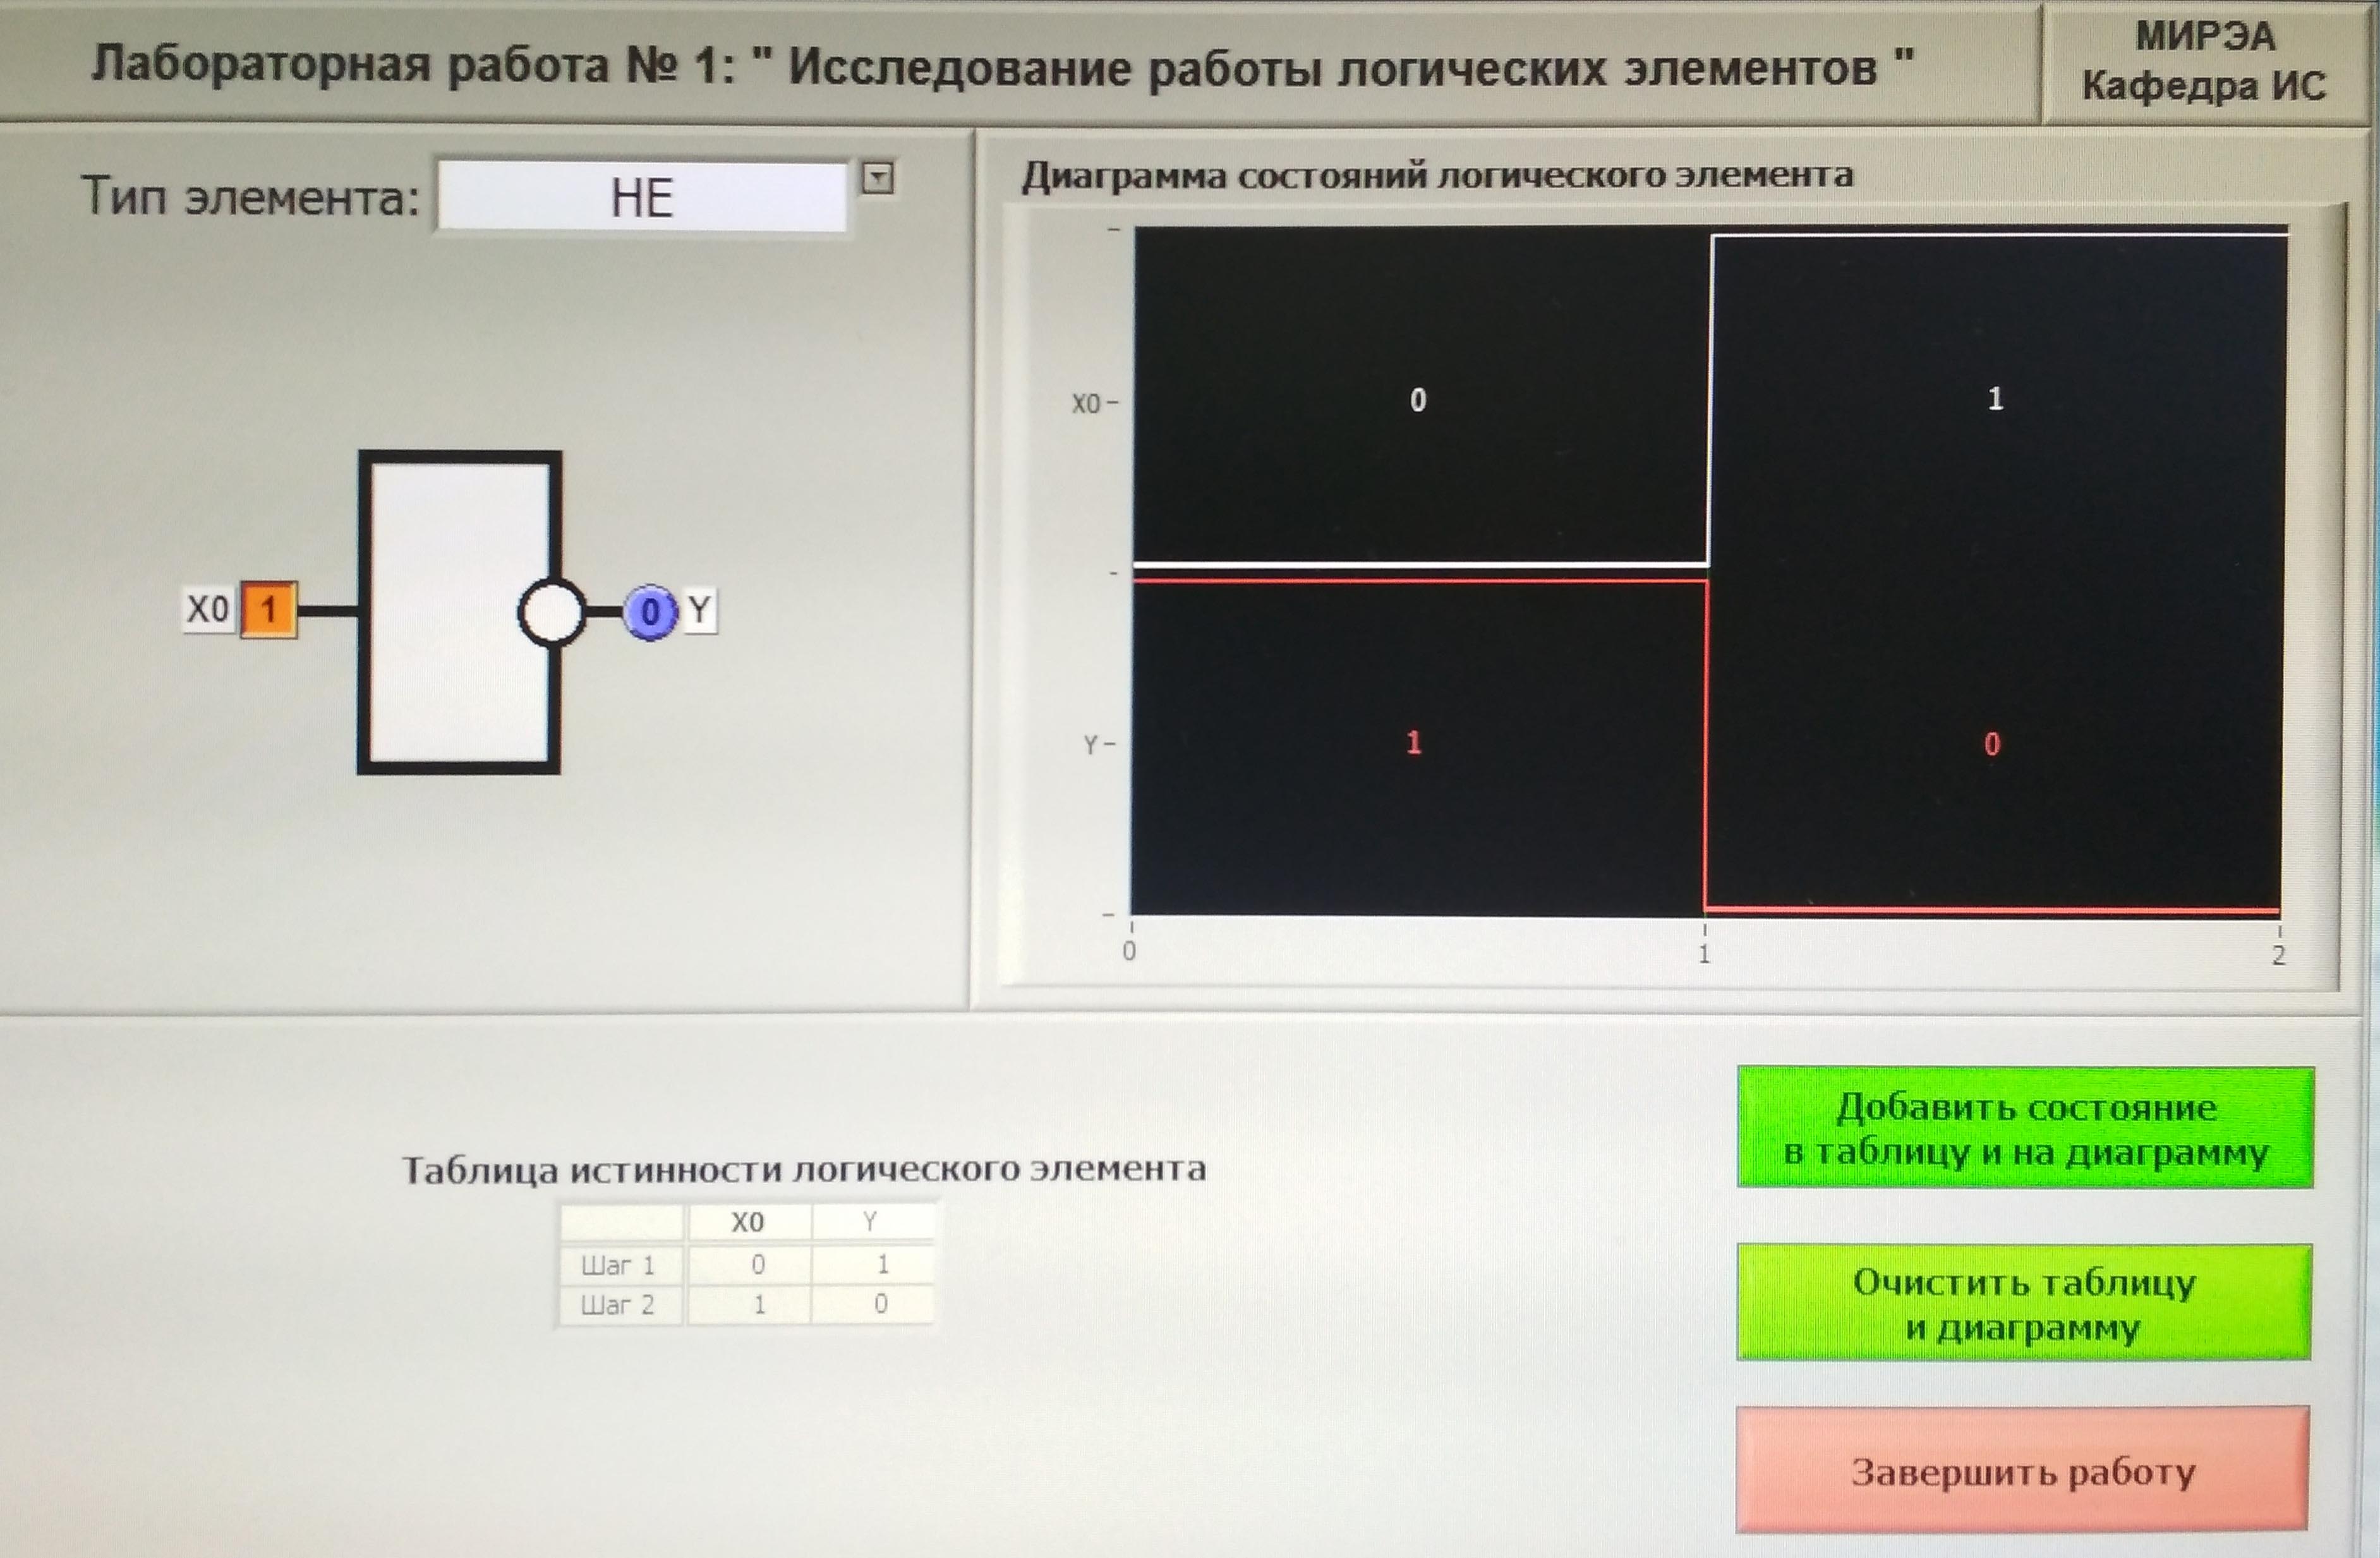 Лабораторная работа № 1: " Исследование работы логических элементов "
МИРЭА
Кафедра ИС
Тип элемента: НЕ
X0 1 0 Y
Диаграмма состояний логического элемента
X0 0 1
Y 1 0
0 1 2
Таблица истинности логического элемента
X0 Y
Шаг 1 0 1
Шаг 2 1 0
Добавить состояние
в таблицу и на диаграмму
Очистить таблицу
и диаграмму
Завершить работу